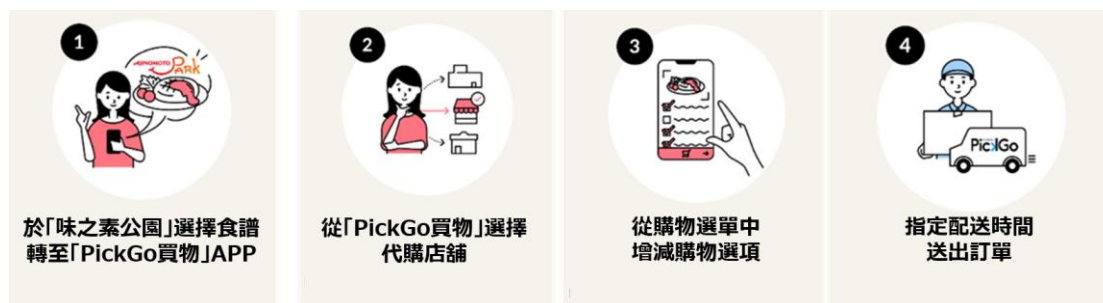 1
AJINOMOTO
PARK
於「味之素公園」選擇食譜
轉至「PickGo買物」APP
2
從「PickGo買物」選擇
代購店舖
3
從購物選單中
增減購物選項
4
PickGo
指定配送時間
送出訂單